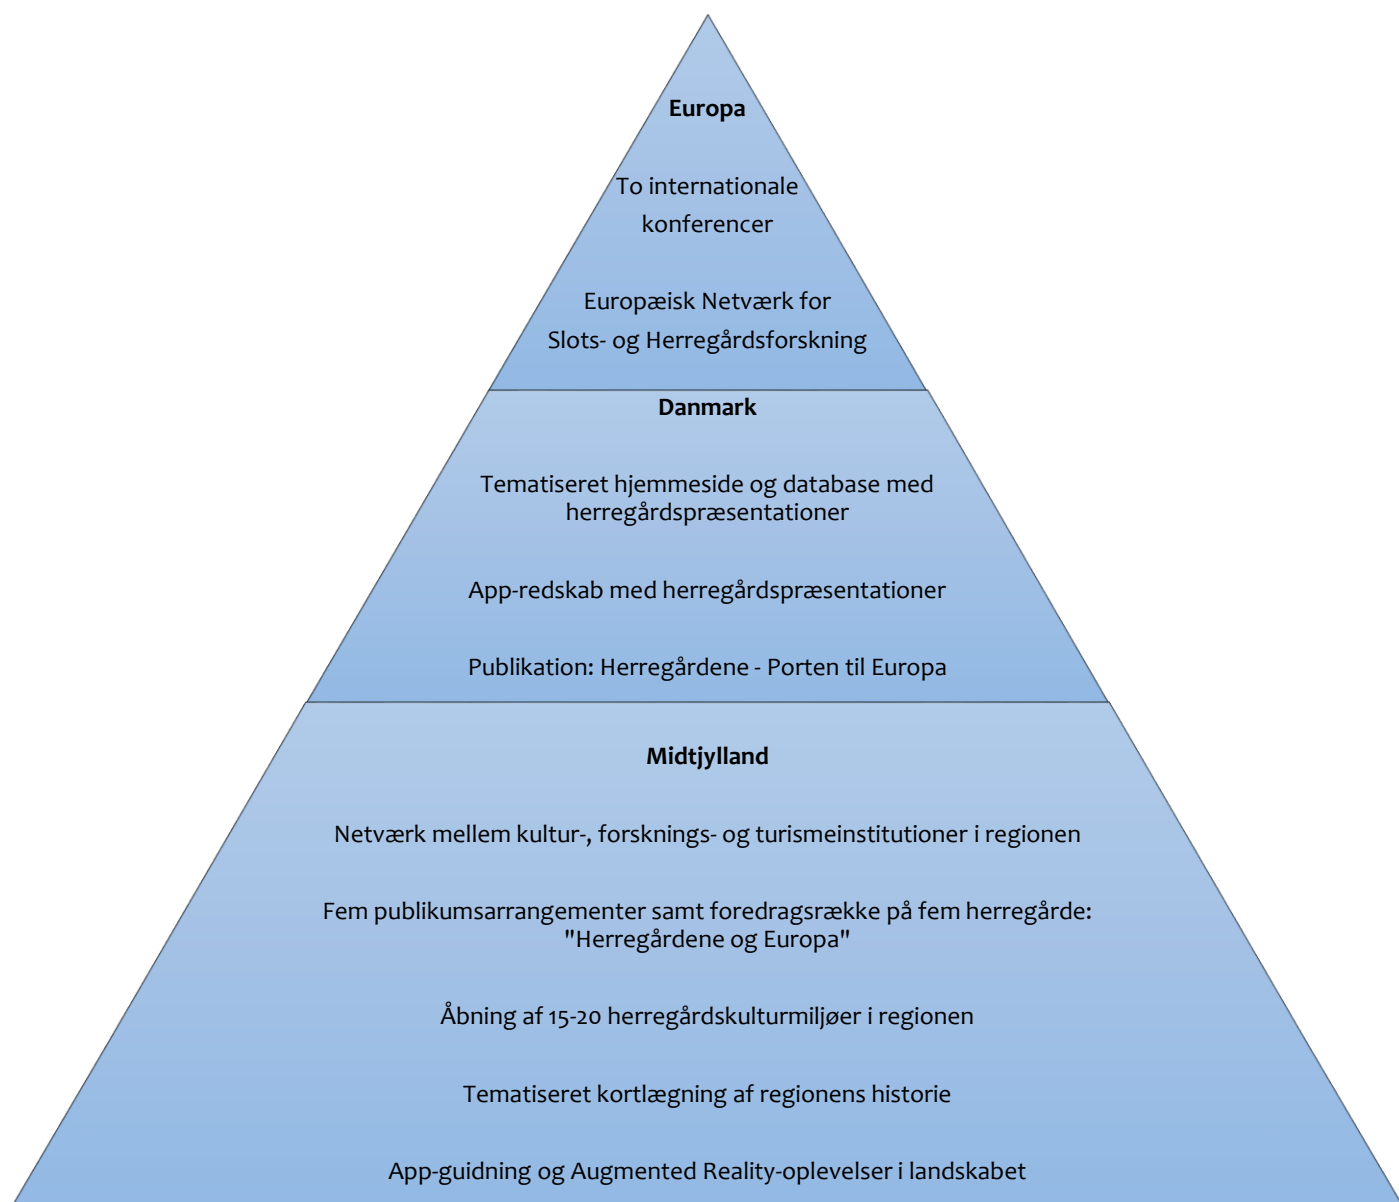 Europa
To internationale
konferencer
Europæisk Netværk for
Slots- og Herregårdsforskning
Danmark
Tematiseret hjemmeside og database med
herregårdspræsentationer
App-redskab med herregårdspræsentationer
Publikation: Herregårdene - Porten til Europa
Midtjylland
Netværk mellem kultur-, forsknings- og turismeinstitutioner i regionen
Fem publikumsarrangementer samt foredragsrække på fem herregårde:
"Herregårdene og Europa"
Åbning af 15-20 herregårdskulturmiljøer i regionen
Tematiseret kortlægning af regionens historie
App-guidning og Augmented Reality-oplevelser i landskabet